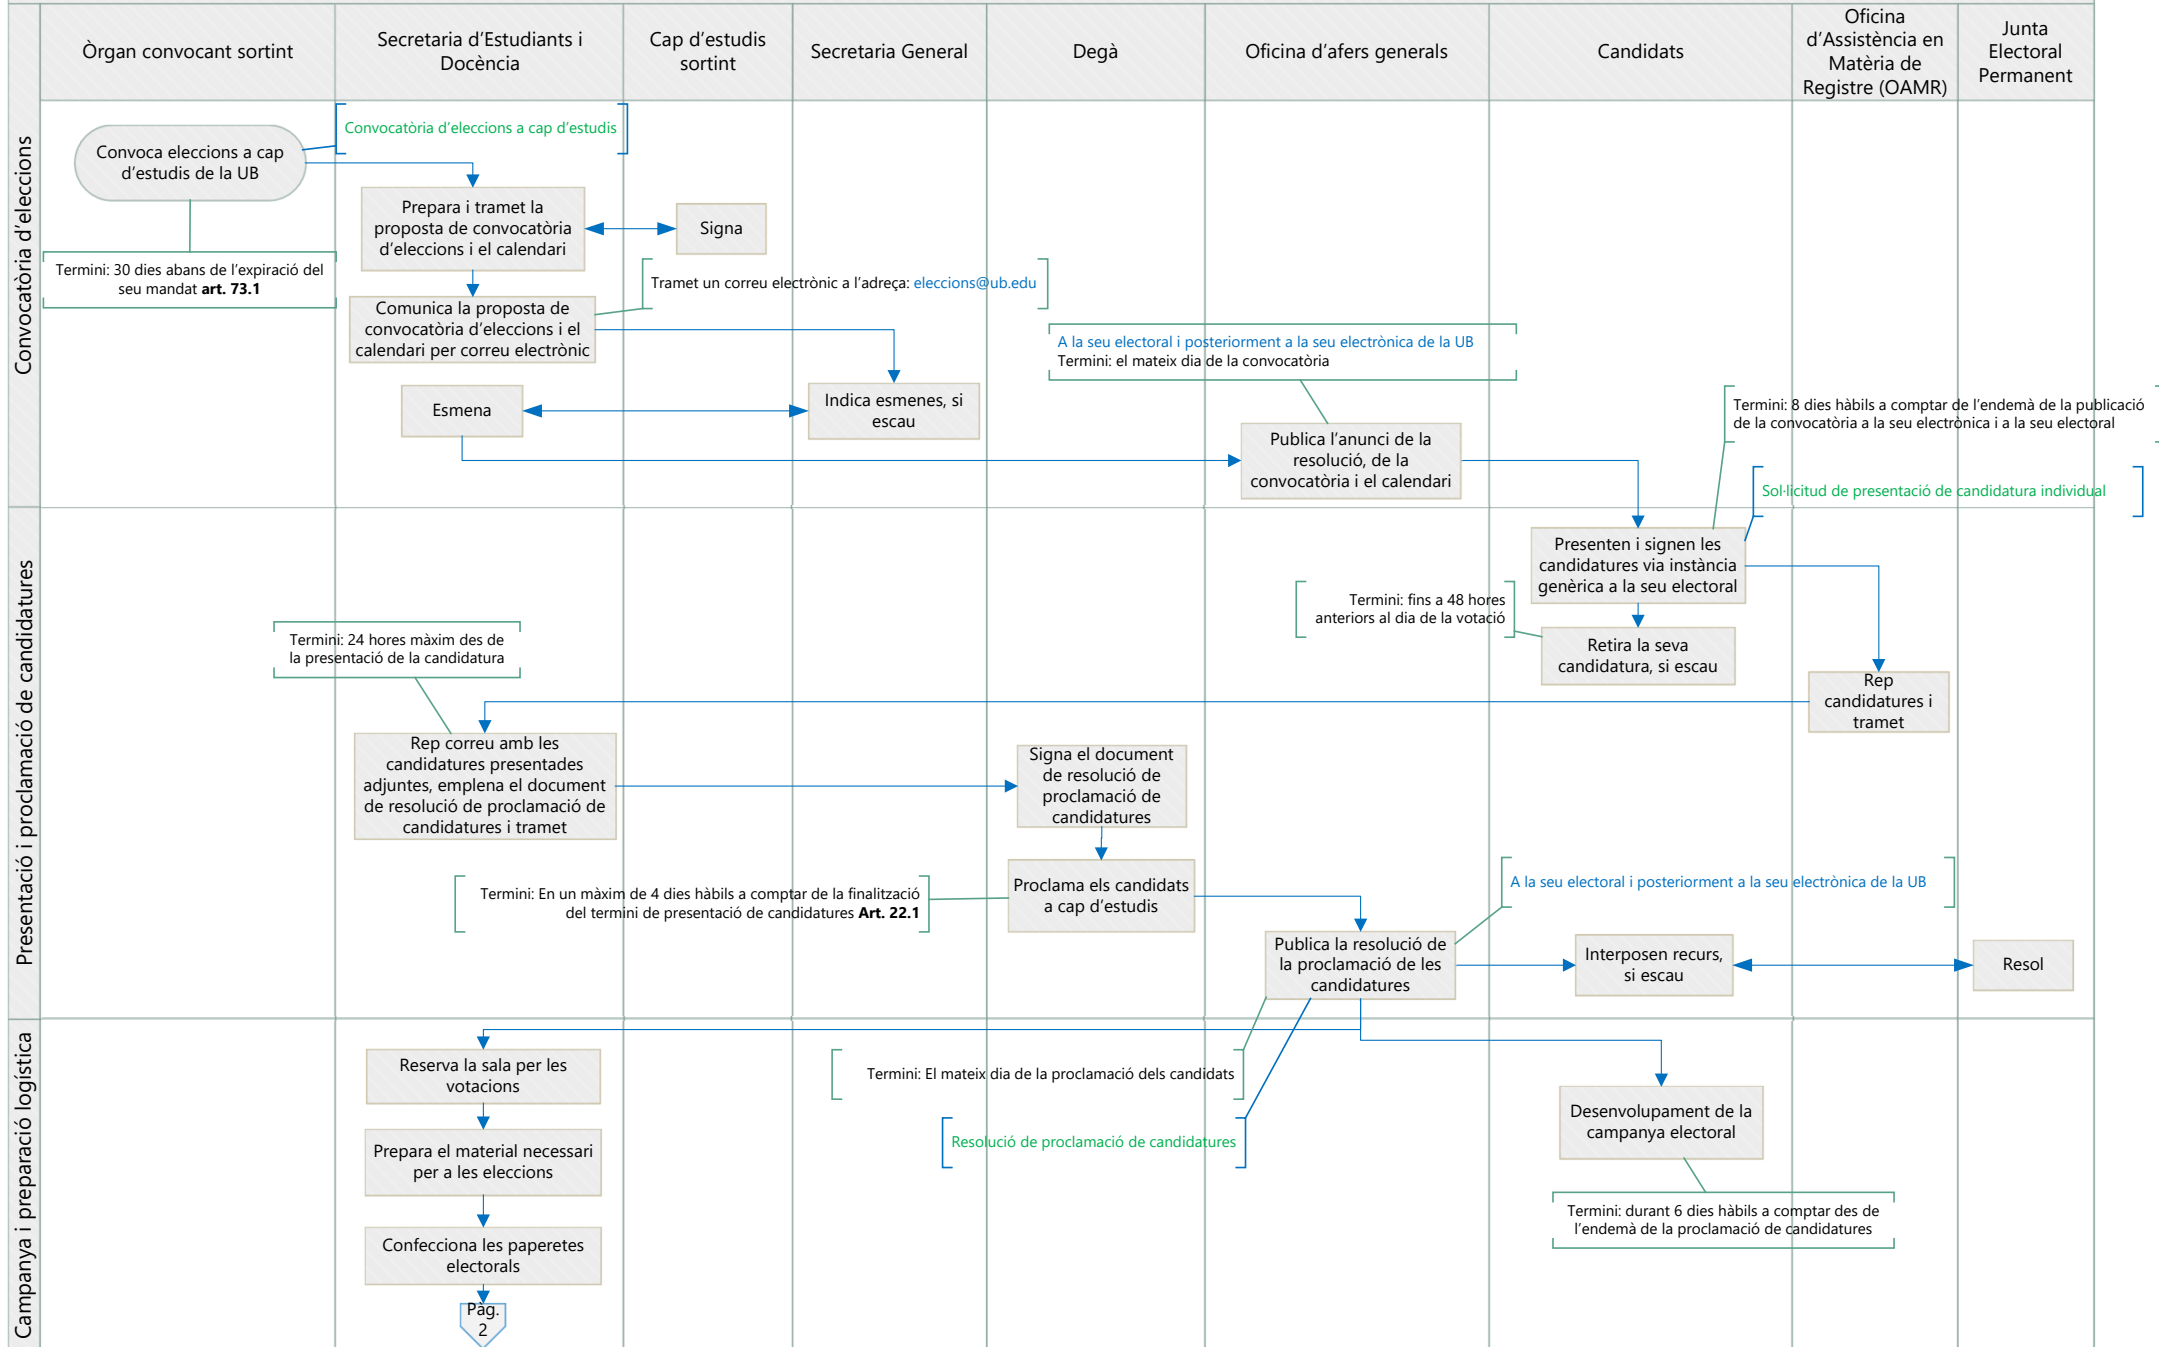 Òrgan convocant sortint
Secretaria d'Estudiants i
Docència
Cap d'estudis
sortint
Secretaria General
Degà
Oficina d'afers generals
Candidats
Oficina
d'Assistència en
Matèria de
Registre (OAMR)
Junta
Electoral
Permanent
Convocatòria d'eleccions
Convocatòria d'eleccions a cap d'estudis
Convoca eleccions a cap
d'estudis de la UB
Prepara i tramet la
proposta de convocatòria
d'eleccions i el calendari
Signa
Termini: 30 dies abans de l'expiració del
seu mandat art. 73.1
Tramet un correu electrònic a l'adreça: eleccions@ub.edu
Comunica la proposta de
convocatòria d'eleccions i el
calendari per correu electrònic
A la seu electoral i posteriorment a la seu electrònica de la UB
Termini: el mateix dia de la convocatòria
Esmena
Indica esmenes, si
escau
Termini: 8 dies hàbils a comptar de l'endemà de la publicació
de la convocatòria a la seu electrònica i a la seu electoral
Publica l'anunci de la
resolució, de la
convocatòria i el calendari
Sol·licitud de presentació de candidatura individual
Presentació i proclamació de candidatures
Presenten i signen les
candidatures via instància
genèrica a la seu electoral
Termini: fins a 48 hores
anteriors al dia de la votació
Termini: 24 hores màxim des de
la presentació de la candidatura
Retira la seva
candidatura, si escau
Rep
candidatures i
tramet
Rep correu amb les
candidatures presentades
adjuntes, emplena el document
de resolució de proclamació de
candidatures i tramet
Signa el document
de resolució de
proclamació de
candidatures
Termini: En un màxim de 4 dies hàbils a comptar de la finalització
del termini de presentació de candidatures Art. 22.1
Proclama els candidats
a cap d'estudis
A la seu electoral i posteriorment a la seu electrònica de la UB
Publica la resolució de
la proclamació de les
candidatures
Interposen recurs,
si escau
Resol
Campanya i preparació logística
Reserva la sala per les
votacions
Termini: El mateix dia de la proclamació dels candidats
Prepara el material necessari
per a les eleccions
Resolució de proclamació de candidatures
Desenvolupament de la
campanya electoral
Termini: durant 6 dies hàbils a comptar des de
l'endemà de la proclamació de candidatures
Confecciona les paperetes
electorals
Pàg.
2